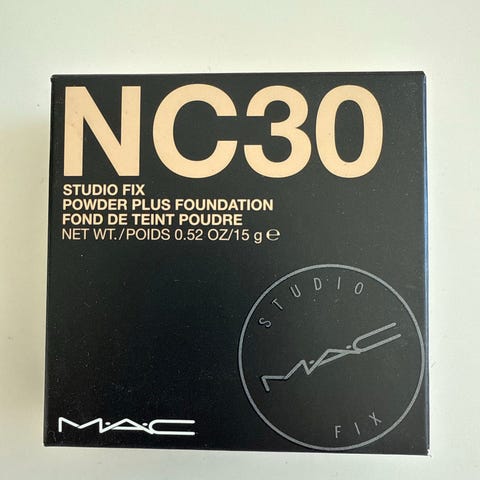 NC30
STUDIO FIX
POWDER PLUS FOUNDATION
FOND DE TEINT POUDRE
NET WT./POIDS 0.52 OZ/15 g ℮
STUDIO
M·A·C
FIX
M·A·C